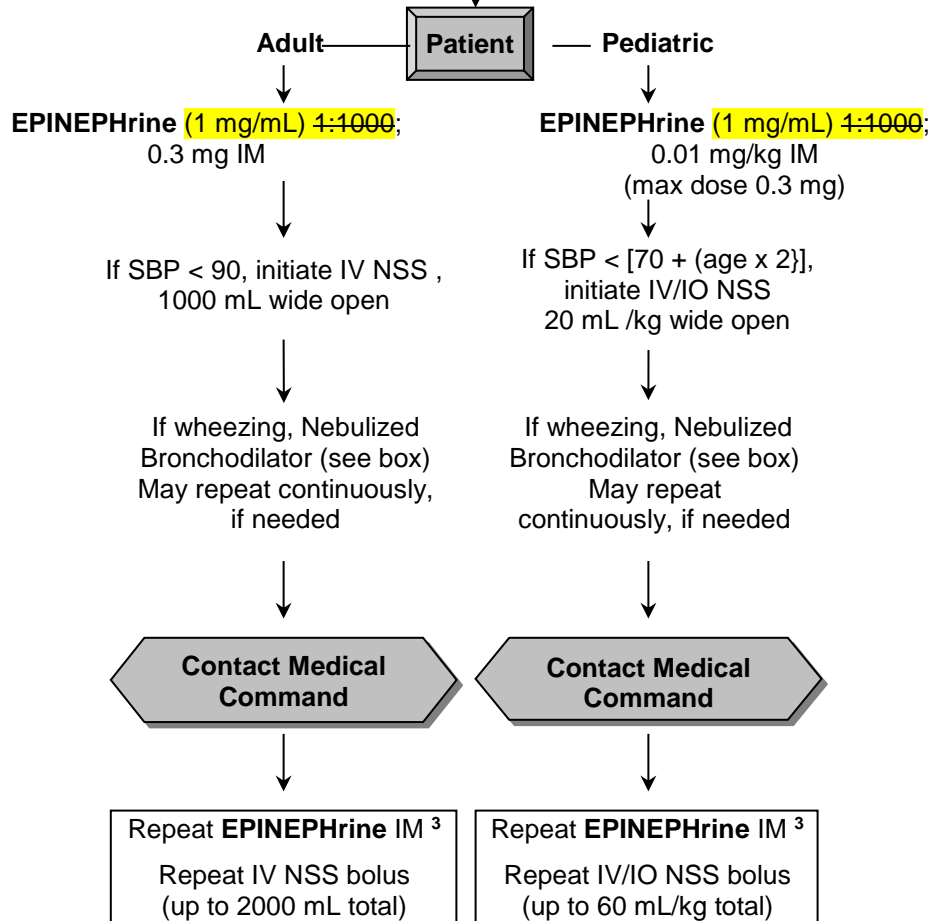 Adult
Patient
Pediatric
EPINEPHrine (1 mg/mL) 1:1000;
0.3 mg IM
If SBP < 90, initiate IV NSS ,
1000 mL wide open
If wheezing, Nebulized
Bronchodilator (see box)
May repeat continuously,
if needed
Contact Medical
Command
Repeat EPINEPHrine IM ³
Repeat IV NSS bolus
(up to 2000 mL total)
EPINEPHrine (1 mg/mL) 1:1000;
0.01 mg/kg IM
(max dose 0.3 mg)
If SBP < [70 + (age x 2}],
initiate IV/IO NSS
20 mL /kg wide open
If wheezing, Nebulized
Bronchodilator (see box)
May repeat
continuously, if needed
Contact Medical
Command
Repeat EPINEPHrine IM ³
Repeat IV/IO NSS bolus
(up to 60 mL/kg total)